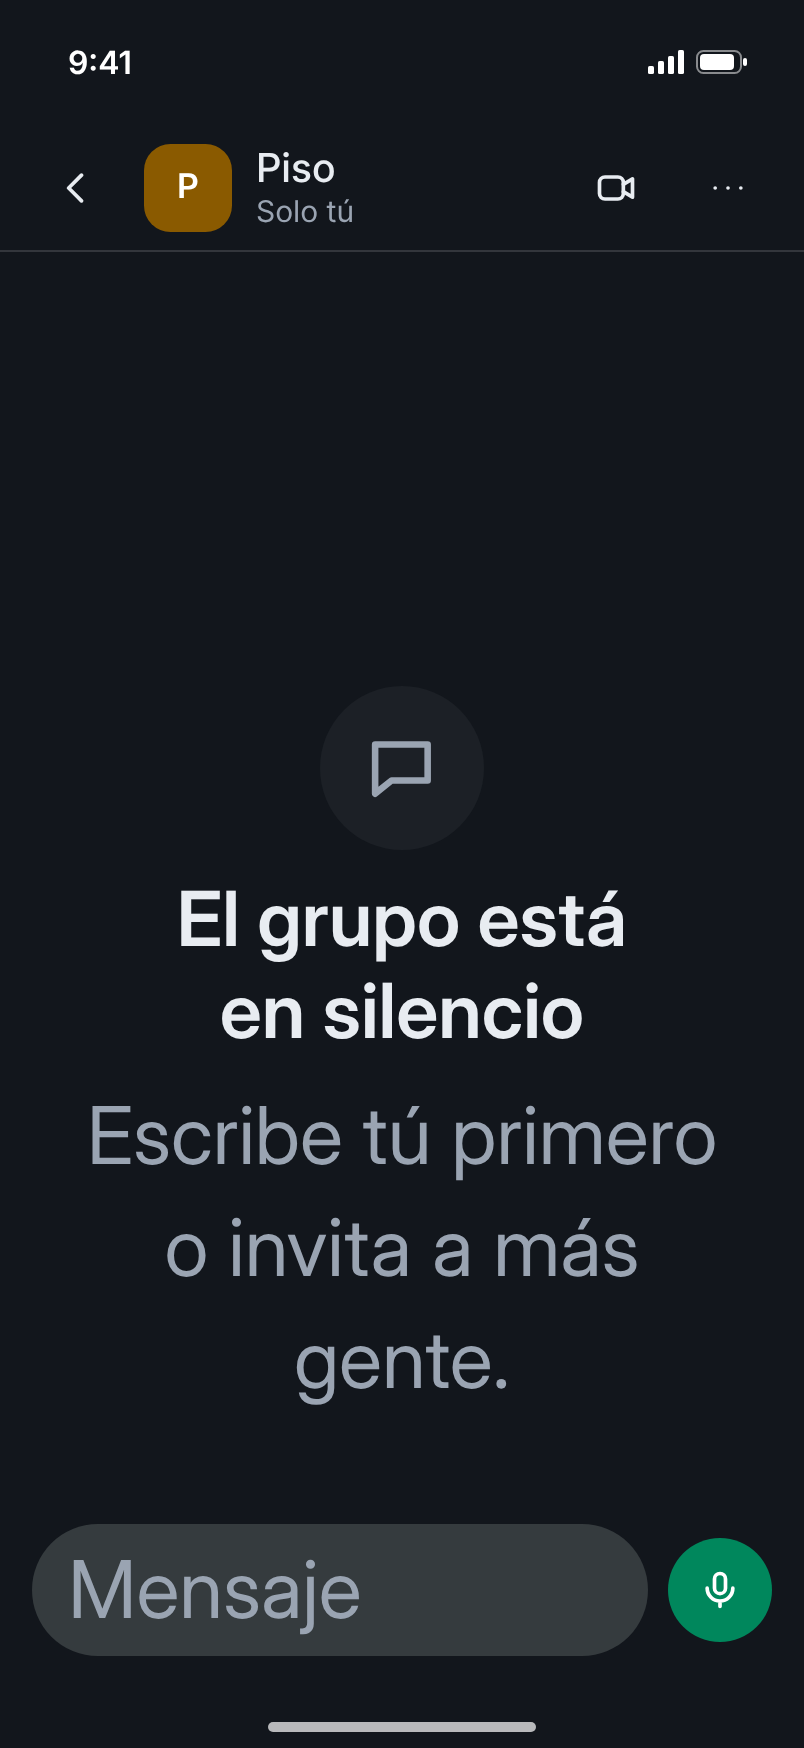 9:41
P
Piso
Solo tú
El grupo está
en silencio
Escribe tú primero
o invita a más
gente.
Mensaje